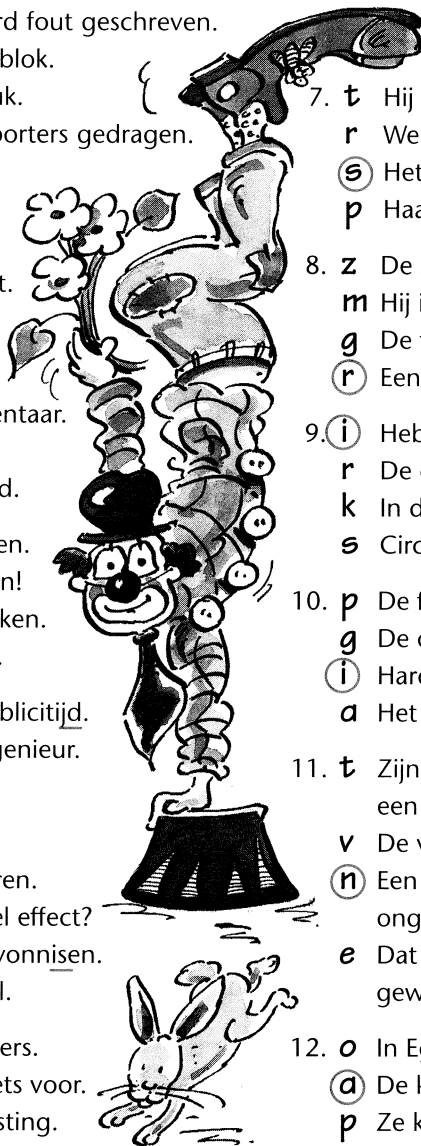 rd fout geschreven.
blok.
uk.
porters gedragen.
t.
entaar.
d.
en.
n!
ken.
.
blicitijd.
genieur.
ren.
el effect?
vonnisen.
l.
ers.
ets voor.
sting.
7. t Hij
r We
s Het
p Haa
8. z De
m Hij i
g De
r Een
9. i Heb
r De
k In d
s Circ
10. p De f
g De
i Hare
a Het
11. t Zijn
een
v De v
n Een
ong
e Dat
gew
12. o In Eg
a De k
p Ze k